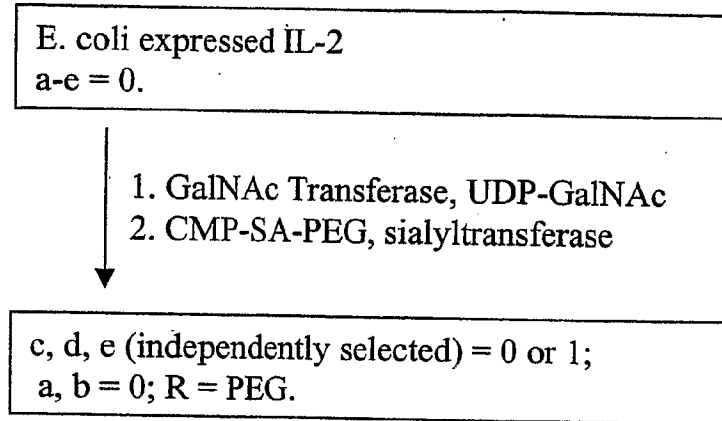 E. coli expressed IL-2
a-e = 0.
1. GalNAc Transferase, UDP-GalNAc
2. CMP-SA-PEG, sialyltransferase
c, d, e (independently selected) = 0 or 1;
a, b = 0; R = PEG.